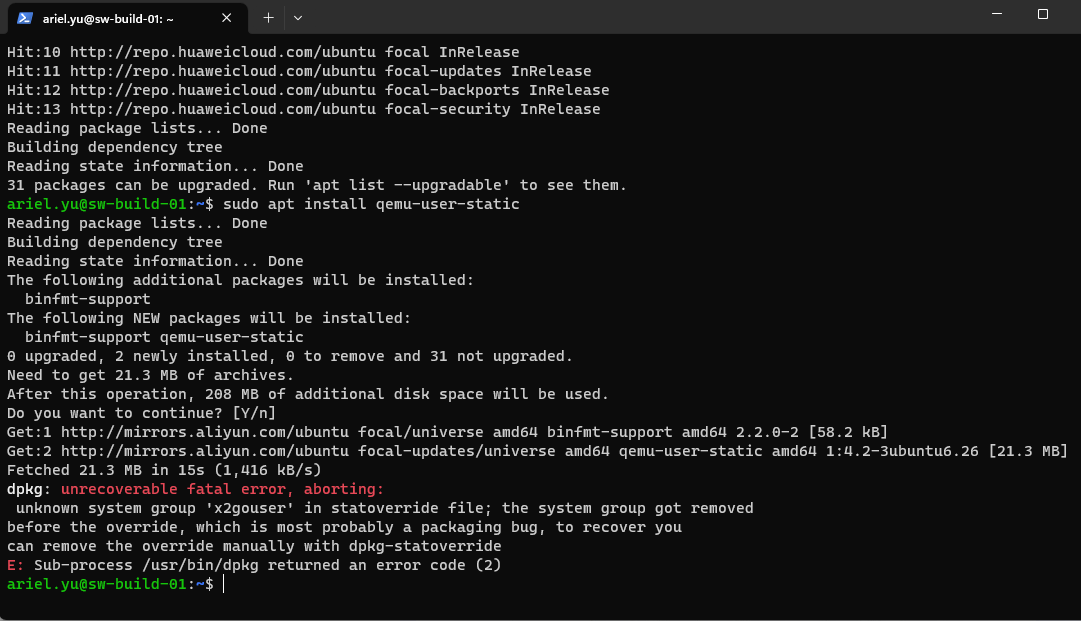 ariel.yu@sw-build-01: ~
Hit:10 http://repo.huaweicloud.com/ubuntu focal InRelease
Hit:11 http://repo.huaweicloud.com/ubuntu focal-updates InRelease
Hit:12 http://repo.huaweicloud.com/ubuntu focal-backports InRelease
Hit:13 http://repo.huaweicloud.com/ubuntu focal-security InRelease
Reading package lists... Done
Building dependency tree
Reading state information... Done
31 packages can be upgraded. Run 'apt list --upgradable' to see them.
ariel.yu@sw-build-01:~$ sudo apt install qemu-user-static
Reading package lists... Done
Building dependency tree
Reading state information... Done
The following additional packages will be installed:
  binfmt-support
The following NEW packages will be installed:
  binfmt-support qemu-user-static
0 upgraded, 2 newly installed, 0 to remove and 31 not upgraded.
Need to get 21.3 MB of archives.
After this operation, 208 MB of additional disk space will be used.
Do you want to continue? [Y/n]
Get:1 http://mirrors.aliyun.com/ubuntu focal/universe amd64 binfmt-support amd64 2.2.0-2 [58.2 kB]
Get:2 http://mirrors.aliyun.com/ubuntu focal-updates/universe amd64 qemu-user-static amd64 1:4.2-3ubuntu6.26 [21.3 MB]
Fetched 21.3 MB in 15s (1,416 kB/s)
dpkg: unrecoverable fatal error, aborting:
 unknown system group 'x2gouser' in statoverride file; the system group got removed
before the override, which is most probably a packaging bug, to recover you
can remove the override manually with dpkg-statoverride
E: Sub-process /usr/bin/dpkg returned an error code (2)
ariel.yu@sw-build-01:~$